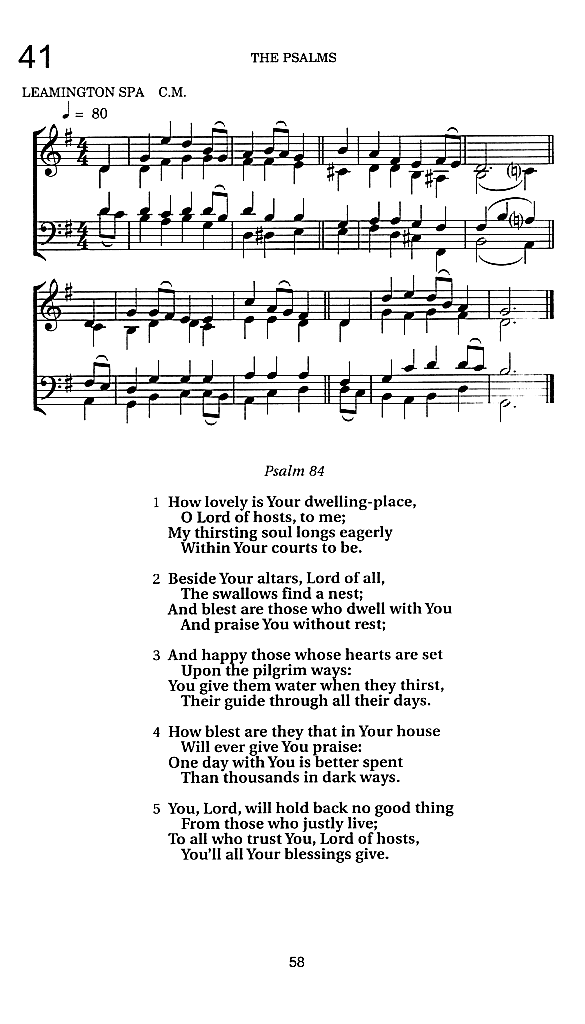 41
THE PSALMS
LEAMINGTON SPA C.M.
♩ = 80
Psalm 84
1 How lovely is Your dwelling-place,
O Lord of hosts, to me;
My thirsting soul longs eagerly
Within Your courts to be.
2 Beside Your altars, Lord of all,
The swallows find a nest;
And blest are those who dwell with You
And praise You without rest;
3 And happy those whose hearts are set
Upon the pilgrim ways:
You give them water when they thirst,
Their guide through all their days.
4 How blest are they that in Your house
Will ever give You praise:
One day with You is better spent
Than thousands in dark ways.
5 You, Lord, will hold back no good thing
From those who justly live;
To all who trust You, Lord of hosts,
You'll all Your blessings give.
58